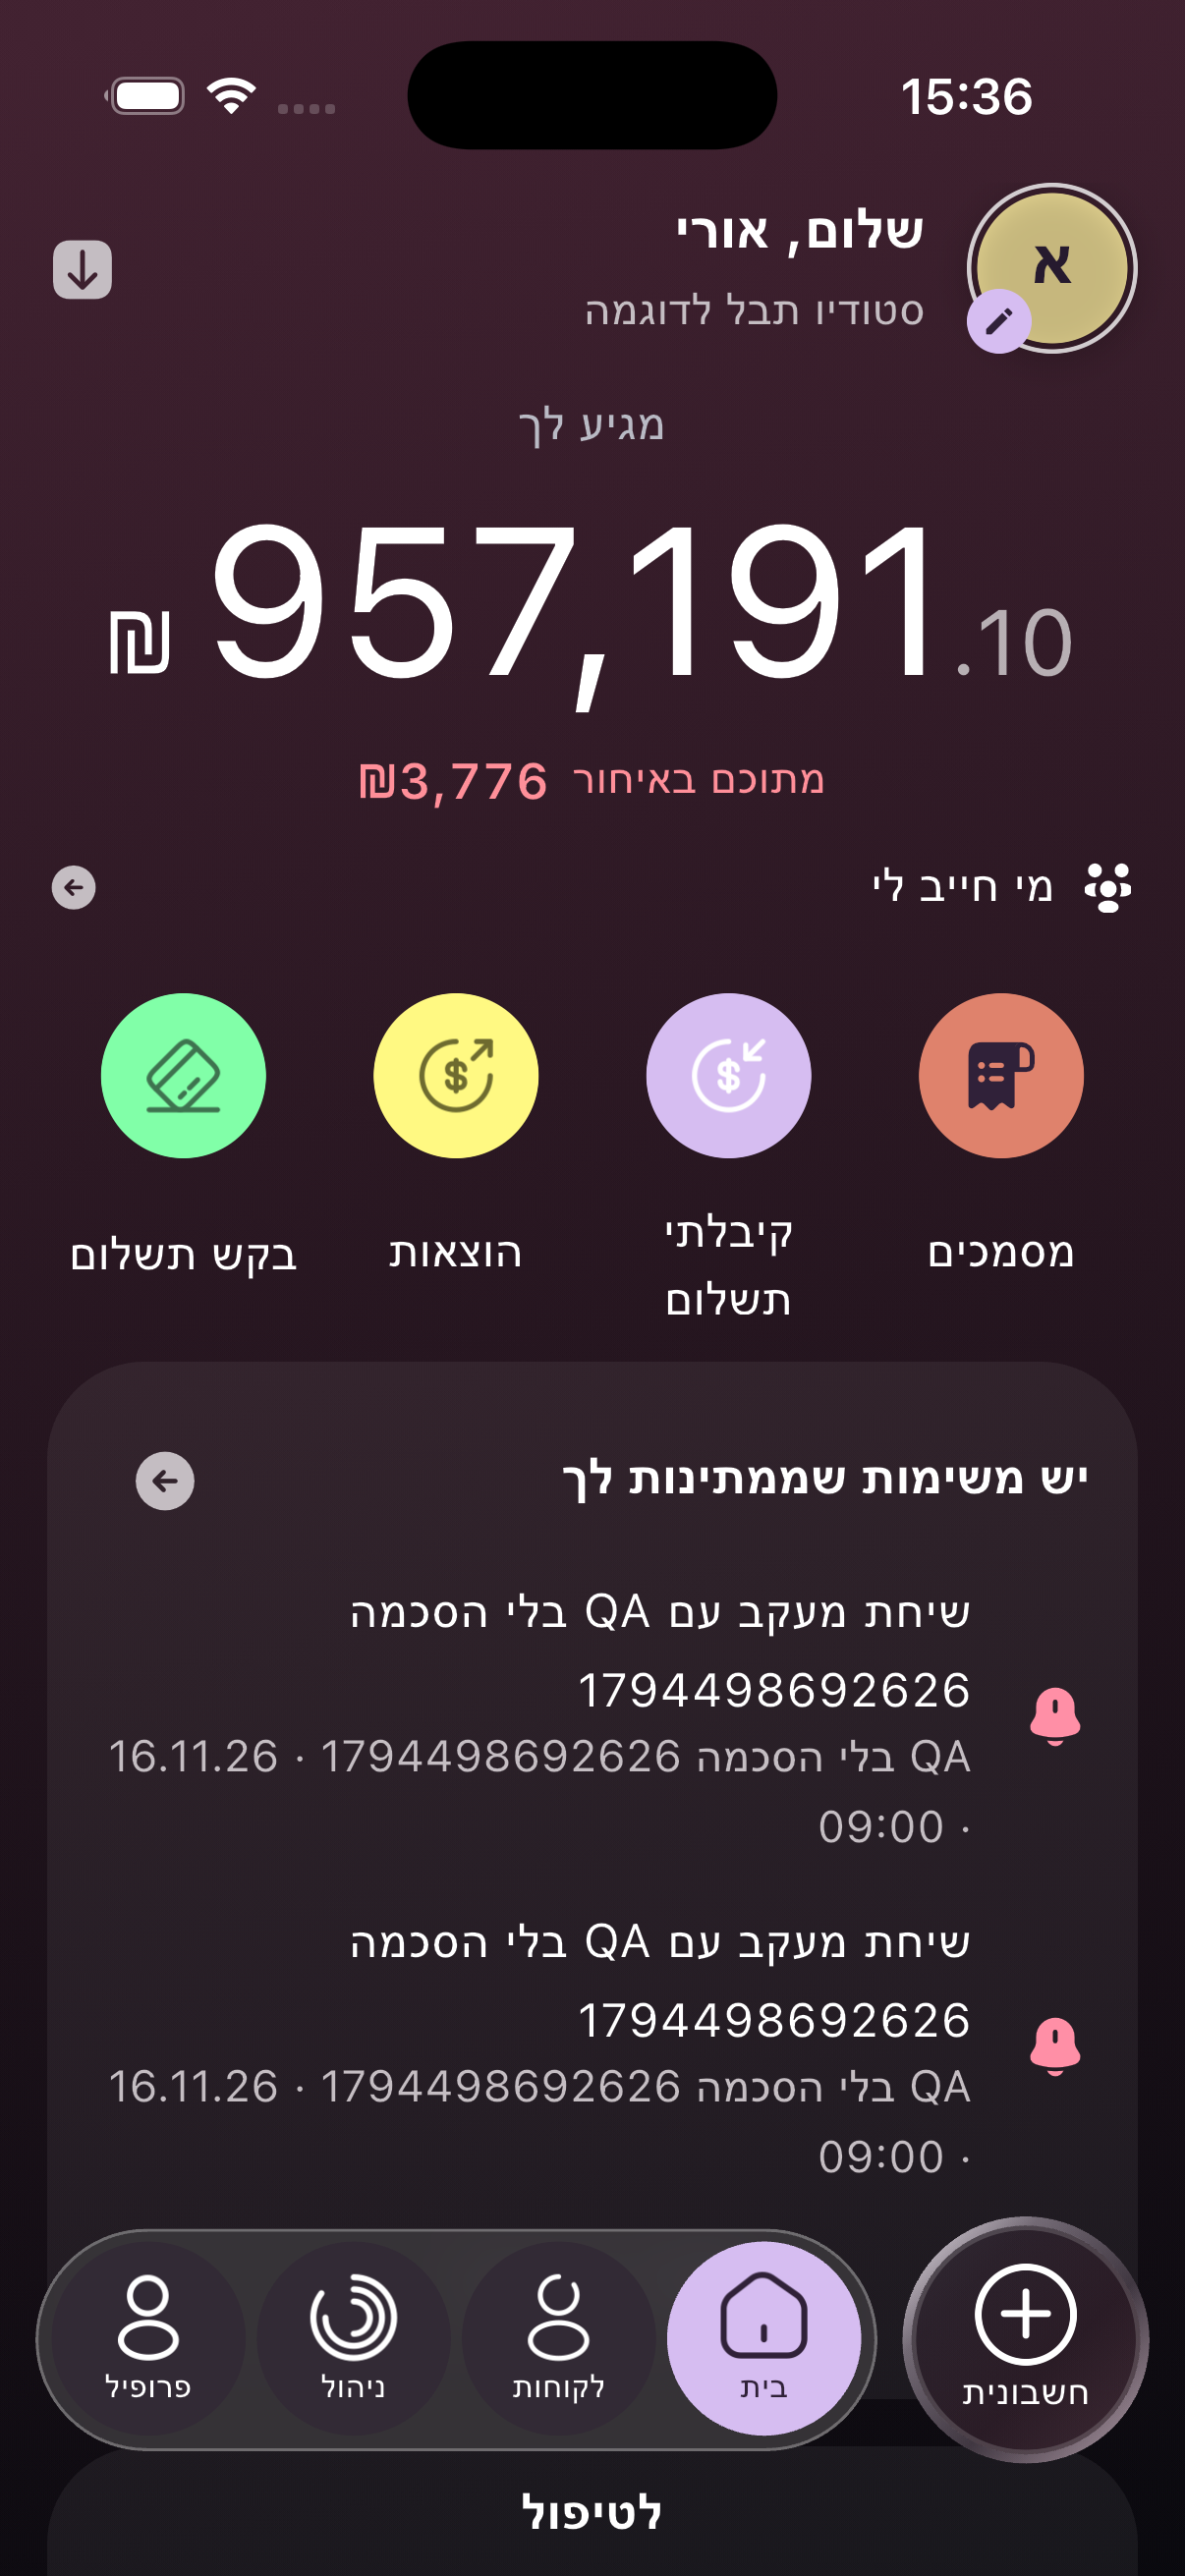 15:36
שלום, אורי
סטודיו תבל לדוגמה
א
מגיע לך
₪ 957,191.10
מתוכם באיחור ₪3,776
מי חייב לי
מסמכים
קיבלתי תשלום
הוצאות
בקש תשלום
יש משימות שממתינות לך
שיחת מעקב עם QA בלי הסכמה
1794498692626
QA בלי הסכמה 1794498692626 · 16.11.26
· 09:00
שיחת מעקב עם QA בלי הסכמה
1794498692626
QA בלי הסכמה 1794498692626 · 16.11.26
· 09:00
חשבונית
בית
לקוחות
ניהול
פרופיל
לטיפול